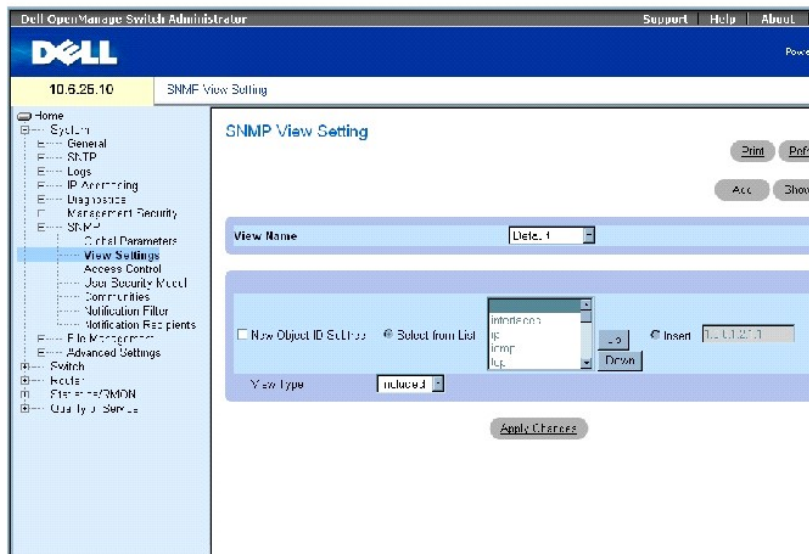 Dell OpenManage Switch Administrator
Support | Help | About
DELL
Powe
10.6.25.10
SNMP View Setting
Home
System
General
SNTP
Logs
IP Addressing
Diagnostics
Management Security
SNMP
Global Parameters
View Settings
Access Control
User Security Model
Communities
Notification Filter
Notification Recipients
File Management
Advanced Settings
Switch
Router
Statistics/RMON
Quality of Service
SNMP View Setting
Print
Refr
Add
Show
View Name
Default
New Object ID Subtree
Select from List
interfaces
ip
icmp
tcp
Up
Down
Insert
View Type
Included
Apply Changes